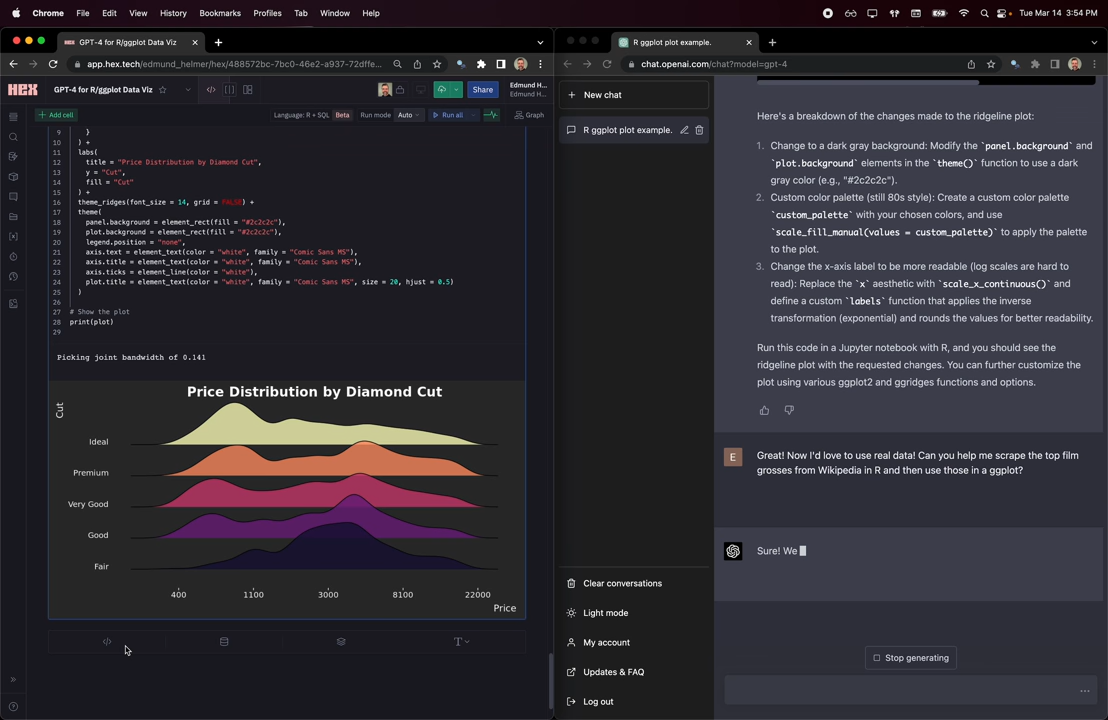 Chrome File Edit View History Bookmarks Profiles Tab Window Help Tue Mar 14 3:54 PM
HEX GPT-4 for R/ggplot Data Viz
app.hex.tech/edmund_helmer/hex/488572bc-7bc0-46e2-a937-72dffe...
HEX GPT-4 for R/ggplot Data Viz Share Edmund H...
Edmund H...
Add cell Language: R + SQL Beta Run mode Auto Run all Graph
9 }
10 ) +
11 labs(
12 title = "Price Distribution by Diamond Cut",
13 y = "Cut",
14 fill = "Cut"
15 ) +
16 theme_ridges(font_size = 14, grid = FALSE) +
17 theme(
18 panel.background = element_rect(fill = "#2c2c2c"),
19 plot.background = element_rect(fill = "#2c2c2c"),
20 legend.position = "none",
21 axis.text = element_text(color = "white", family = "Comic Sans MS"),
22 axis.title = element_text(color = "white", family = "Comic Sans MS"),
23 axis.ticks = element_line(color = "white"),
24 plot.title = element_text(color = "white", family = "Comic Sans MS", size = 20, hjust = 0.5)
25 )
26
27 # Show the plot
28 print(plot)
29
Picking joint bandwidth of 0.141
Price Distribution by Diamond Cut
Cut
Ideal
Premium
Very Good
Good
Fair
400 1100 3000 8100 22000
Price
R ggplot plot example.
chat.openai.com/chat?model=gpt-4
New chat
R ggplot plot example.
Clear conversations
Light mode
My account
Updates & FAQ
Log out
Here's a breakdown of the changes made to the ridgeline plot:
1. Change to a dark gray background: Modify the `panel.background` and
`plot.background` elements in the `theme()` function to use a dark
gray color (e.g., "#2c2c2c").
2. Custom color palette (still 80s style): Create a custom color palette
`custom_palette` with your chosen colors, and use
`scale_fill_manual(values = custom_palette)` to apply the palette
to the plot.
3. Change the x-axis label to be more readable (log scales are hard to
read): Replace the `x` aesthetic with `scale_x_continuous()` and
define a custom `labels` function that applies the inverse
transformation (exponential) and rounds the values for better readability.
Run this code in a Jupyter notebook with R, and you should see the
ridgeline plot with the requested changes. You can further customize the
plot using various ggplot2 and ggridges functions and options.
E Great! Now I'd love to use real data! Can you help me scrape the top film
grosses from Wikipedia in R and then use those in a ggplot?
Sure! We
Stop generating